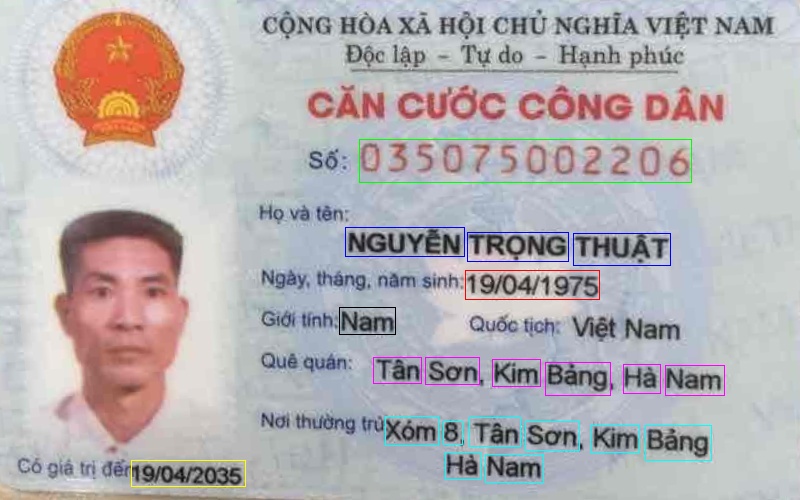 CỘNG HÒA XÃ HỘI CHỦ NGHĨA VIỆT NAM
Độc lập - Tự do - Hạnh phúc
CĂN CƯỚC CÔNG DÂN
Số: 035075002206
Họ và tên:
NGUYỄN TRỌNG THUẬT
Ngày, tháng, năm sinh: 19/04/1975
Giới tính: Nam Quốc tịch: Việt Nam
Quê quán: Tân Sơn, Kim Bảng, Hà Nam
Nơi thường trú: Xóm 8, Tân Sơn, Kim Bảng
Hà Nam
Có giá trị đến: 19/04/2035